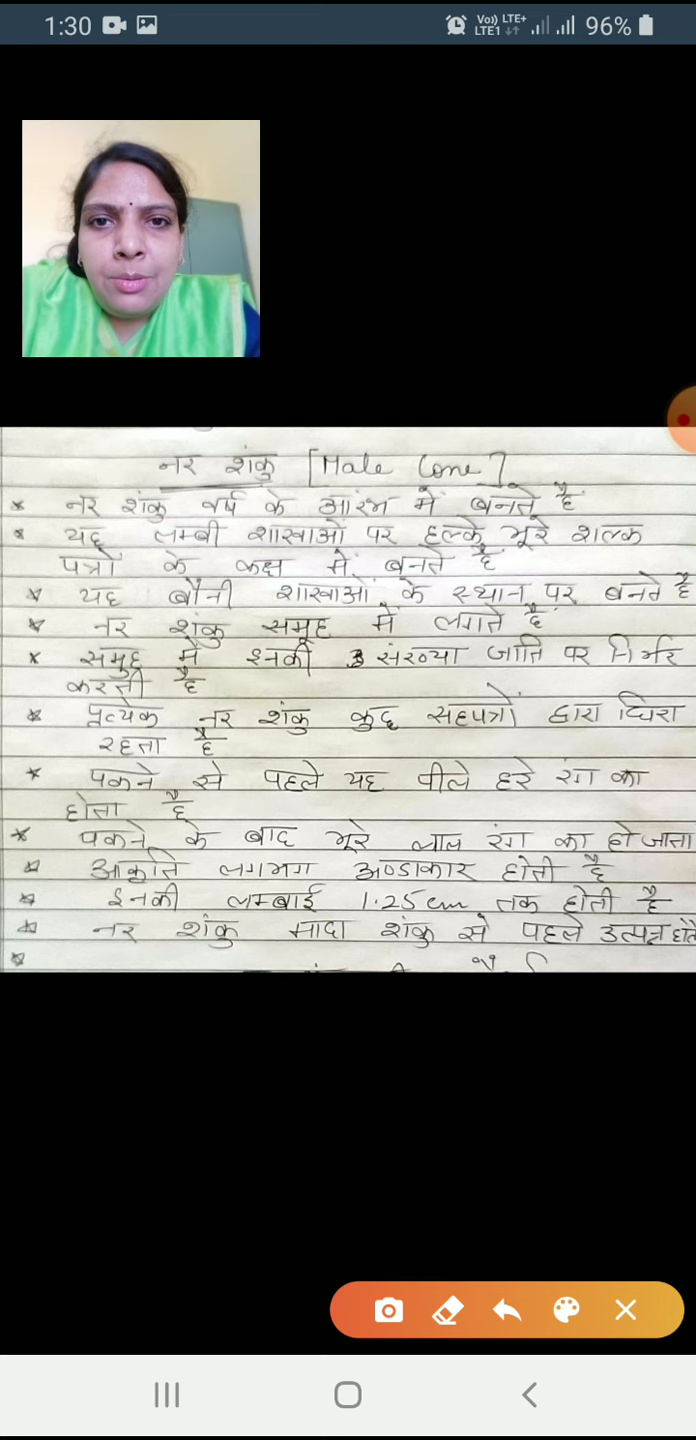 1:30
Vo)) LTE+
LTE1
96%
नर शंकु [Male Cone]
* नर शंकु वर्ष के आरंभ में बनते है
* यह लम्बी शाखाओं पर हल्के भूरे शल्क
पत्रों के कक्ष में बनते है
* यह बौनी शाखाओं के स्थान पर बनते है
* नर शंकु समूह में लगते है
* समूह में इनकी संख्या जाति पर निर्भर
करती है
* प्रत्येक नर शंकु कुछ सहपत्रों द्वारा घिरा
रहता है
* पकने से पहले यह पीले हरे रंग का
होता है
* पकने के बाद भूरे लाल रंग का हो जाता
* आकृति लगभग अण्डाकार होती है
* इनकी लम्बाई 1.25 cm तक होती है
* नर शंकु मादा शंकु से पहले उत्पन्न होते